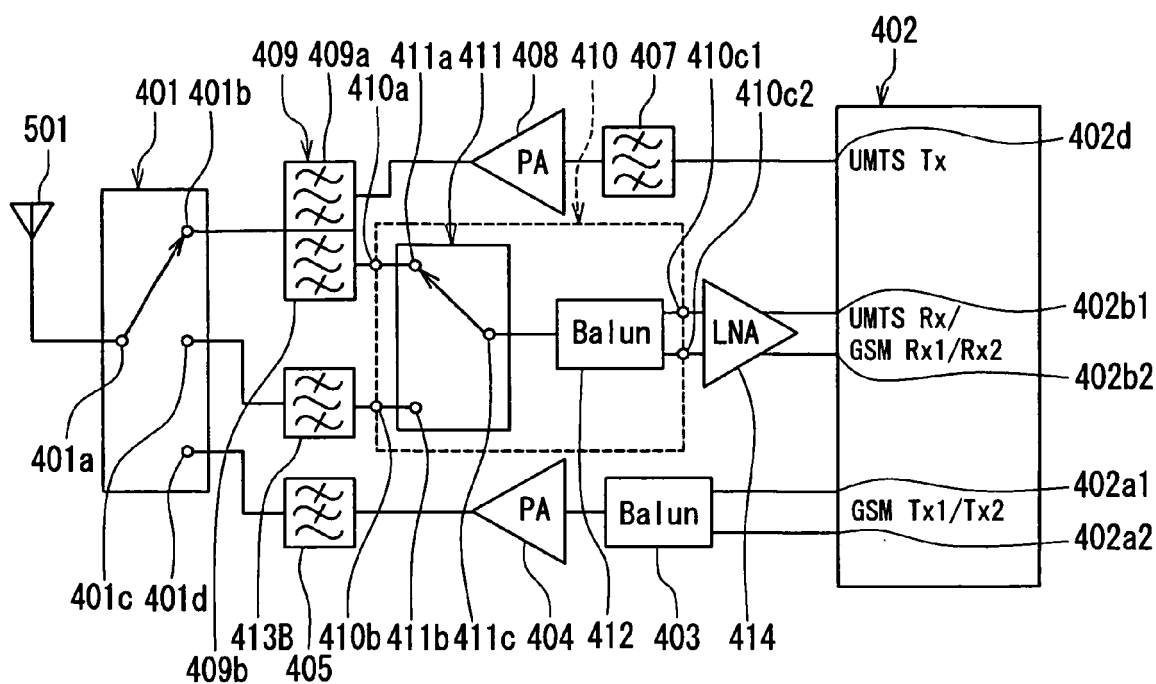 402
409 409a 411a 411 408 410 407 410c1
410a 410c2
401 401b
501
402d
PA
UMTS Tx
402b1
Balun
LNA
UMTS Rx/
GSM Rx1/Rx2
402b2
401a
402a1
PA
Balun
GSM Tx1/Tx2
402a2
401c 401d
413B 410b 411b 411c 404 412 403 414
409b 405